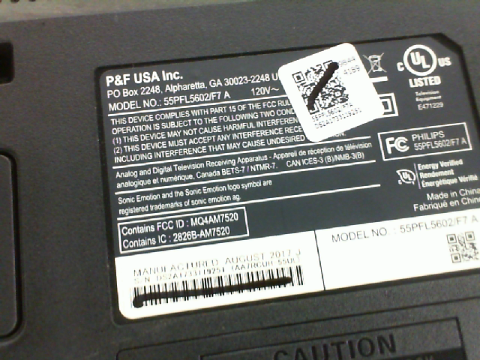 P&F USA Inc.
PO Box 2248, Alpharetta, GA 30023-2248 U
MODEL NO.: 55PFL5602/F7 A 120V~
THIS DEVICE COMPLIES WITH PART 15 OF THE FCC RUL
OPERATION IS SUBJECT TO THE FOLLOWING TWO COND
(1) THIS DEVICE MAY NOT CAUSE HARMFUL INTERFERENC
(2) THIS DEVICE MUST ACCEPT ANY INTERFERENCE RECE
INCLUDING INTERFERENCE THAT MAY CAUSE UNDESIRED
Analog and Digital Television Receiving Apparatus - Appareil de réception de télévision
analogique et numérique, Canada BETS-7 / NTMR-7. CAN ICES-3 (B)/NMB-3(B)
Sonic Emotion and the Sonic Emotion logo symbol are
registered trademarks of sonic emotion ag.
Contains FCC ID : MQ4AM7520
Contains IC : 2826B-AM7520
c UL US
LISTED
E471229
FC PHILIPS
55PFL5602/F7 A
Energy Verified
Rendement
Énergétique Vérifié
Made in China
Fabriqué en Chin
MANUFACTURED: AUGUST 2017
MODEL NO.: 55PFL5602/F7 A
CAUTION